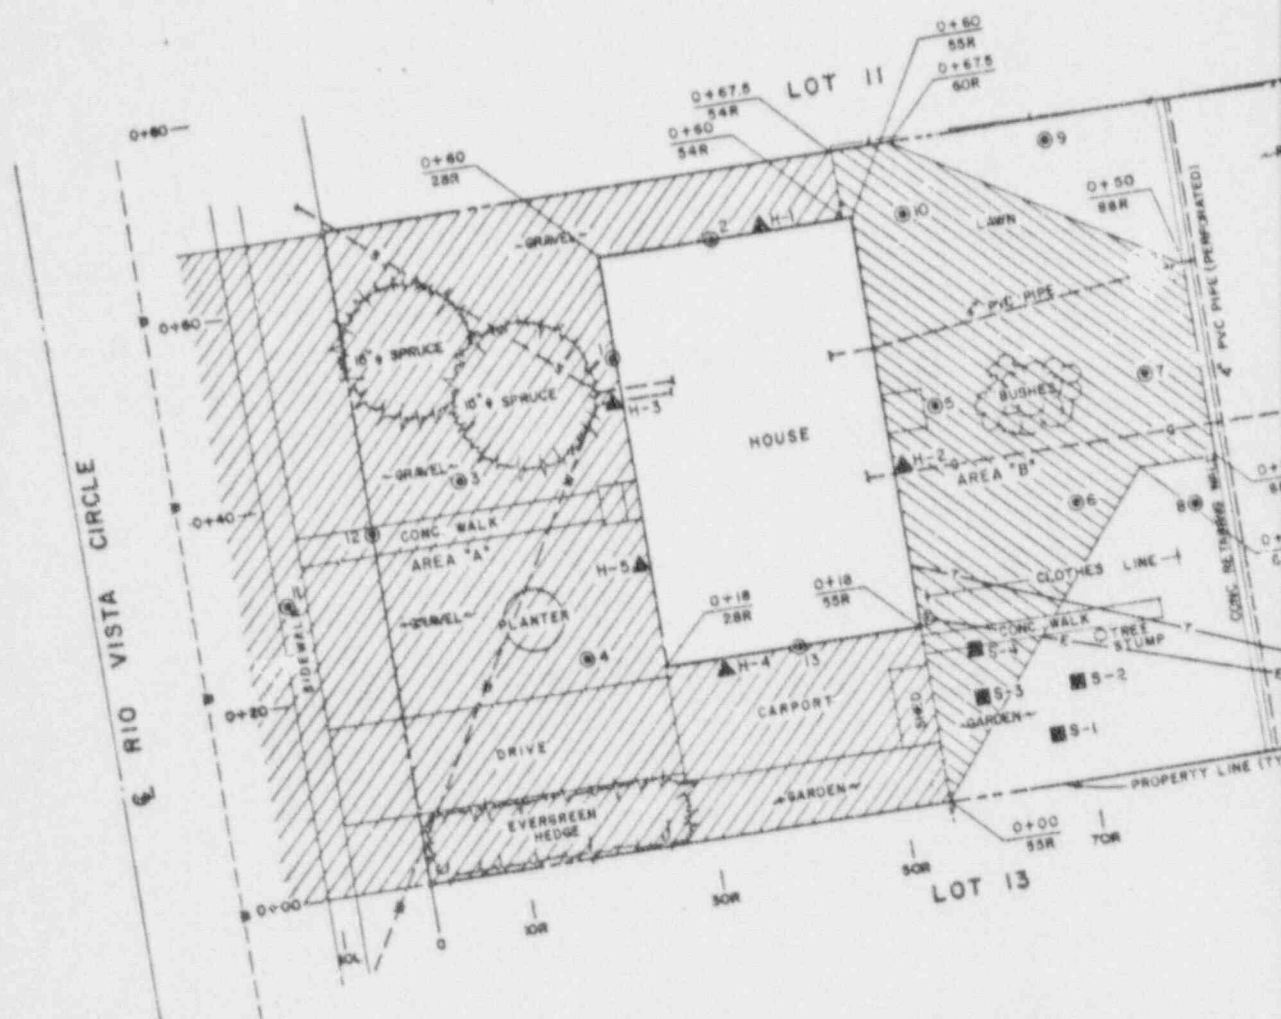 0+60
55R
0+67.5
60R
LOT 11
0+67.5
54R
0+60
54R
0+80
0+60
28R
9
0+50
88R
H-1
2
10
LAWN
~GRAVEL~
4" PVC PIPE (PERFORATED)
4" PVC PIPE
0+60
10" φ SPRUCE
10" φ SPRUCE
1
H-3
BUSHES
7
5
HOUSE
H-2
AREA "B"
~GRAVEL~
3
6
8
0+40
12
CONC. WALK
AREA "A"
H-5
RIO VISTA CIRCLE
SIDEWALK
~GRAVEL~
PLANTER
4
0+18
28R
0+18
55R
CLOTHES LINE
CONC. WALK
TREE
STUMP
S-4
S-2
S-3
S-1
~GARDEN~
H-4
13
CARPORT
SHED
0+20
DRIVE
~GARDEN~
EVERGREEN
HEDGE
PROPERTY LINE (TY
0+00
55R
70R
0+00
10L
0
10R
30R
50R
LOT 13